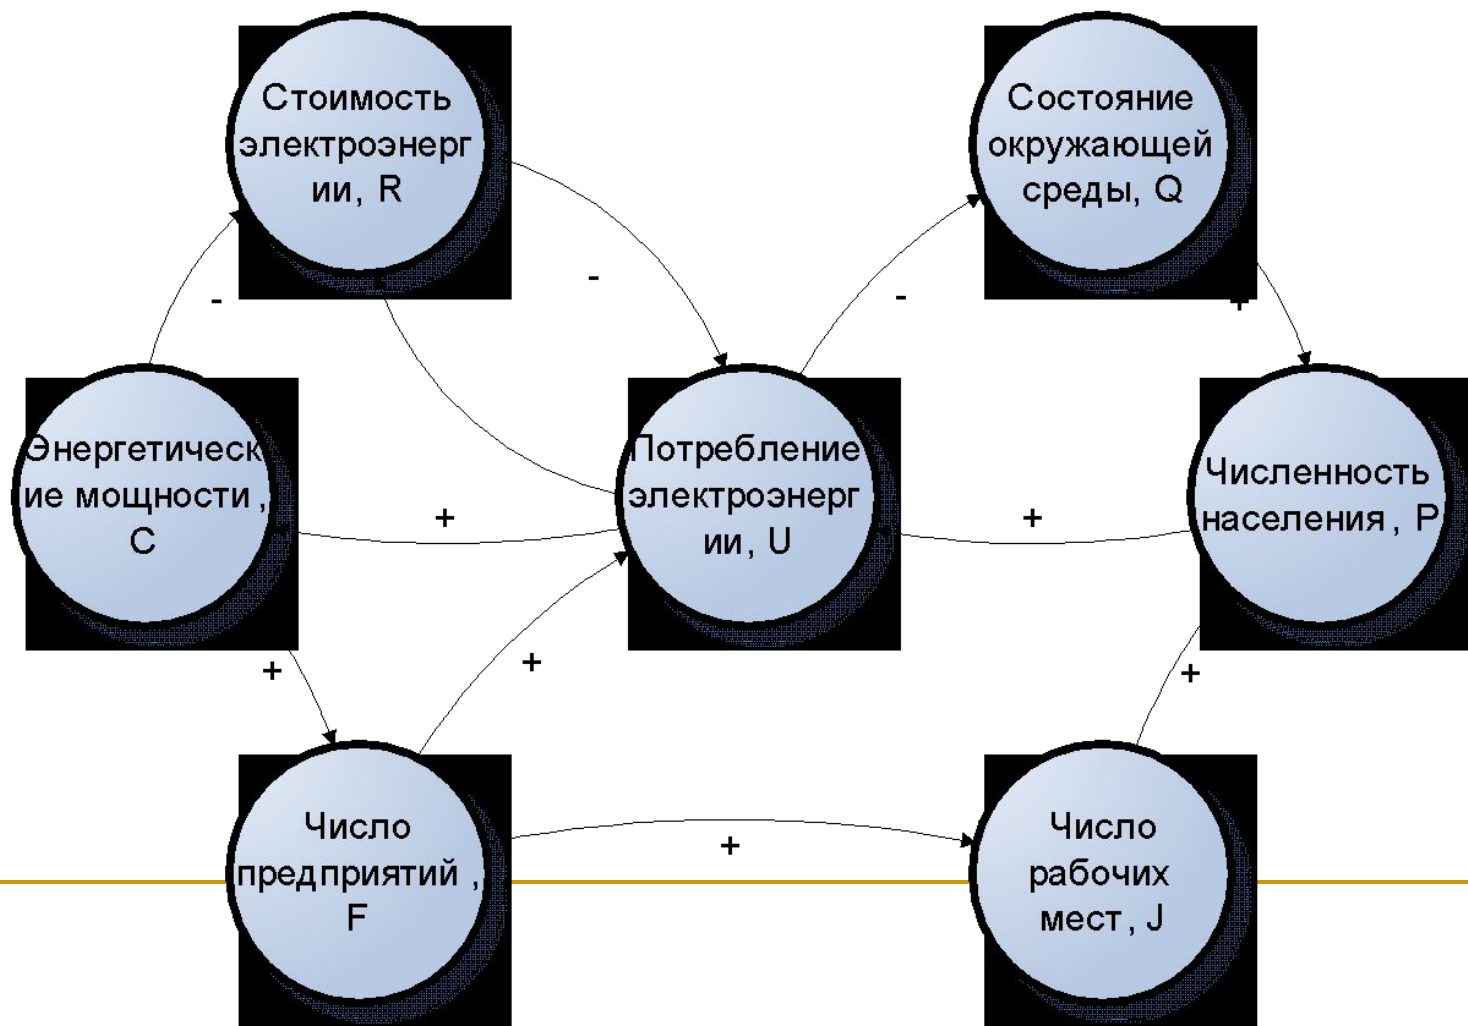 Стоимость
электроэнерг
ии, R
Состояние
окружающей
среды, Q
-
-
-
+
Энергетическ
ие мощности ,
C
+
Потребление
электроэнерг
ии, U
+
Численность
населения , P
+
+
+
Число
предприятий ,
F
+
Число
рабочих
мест , J